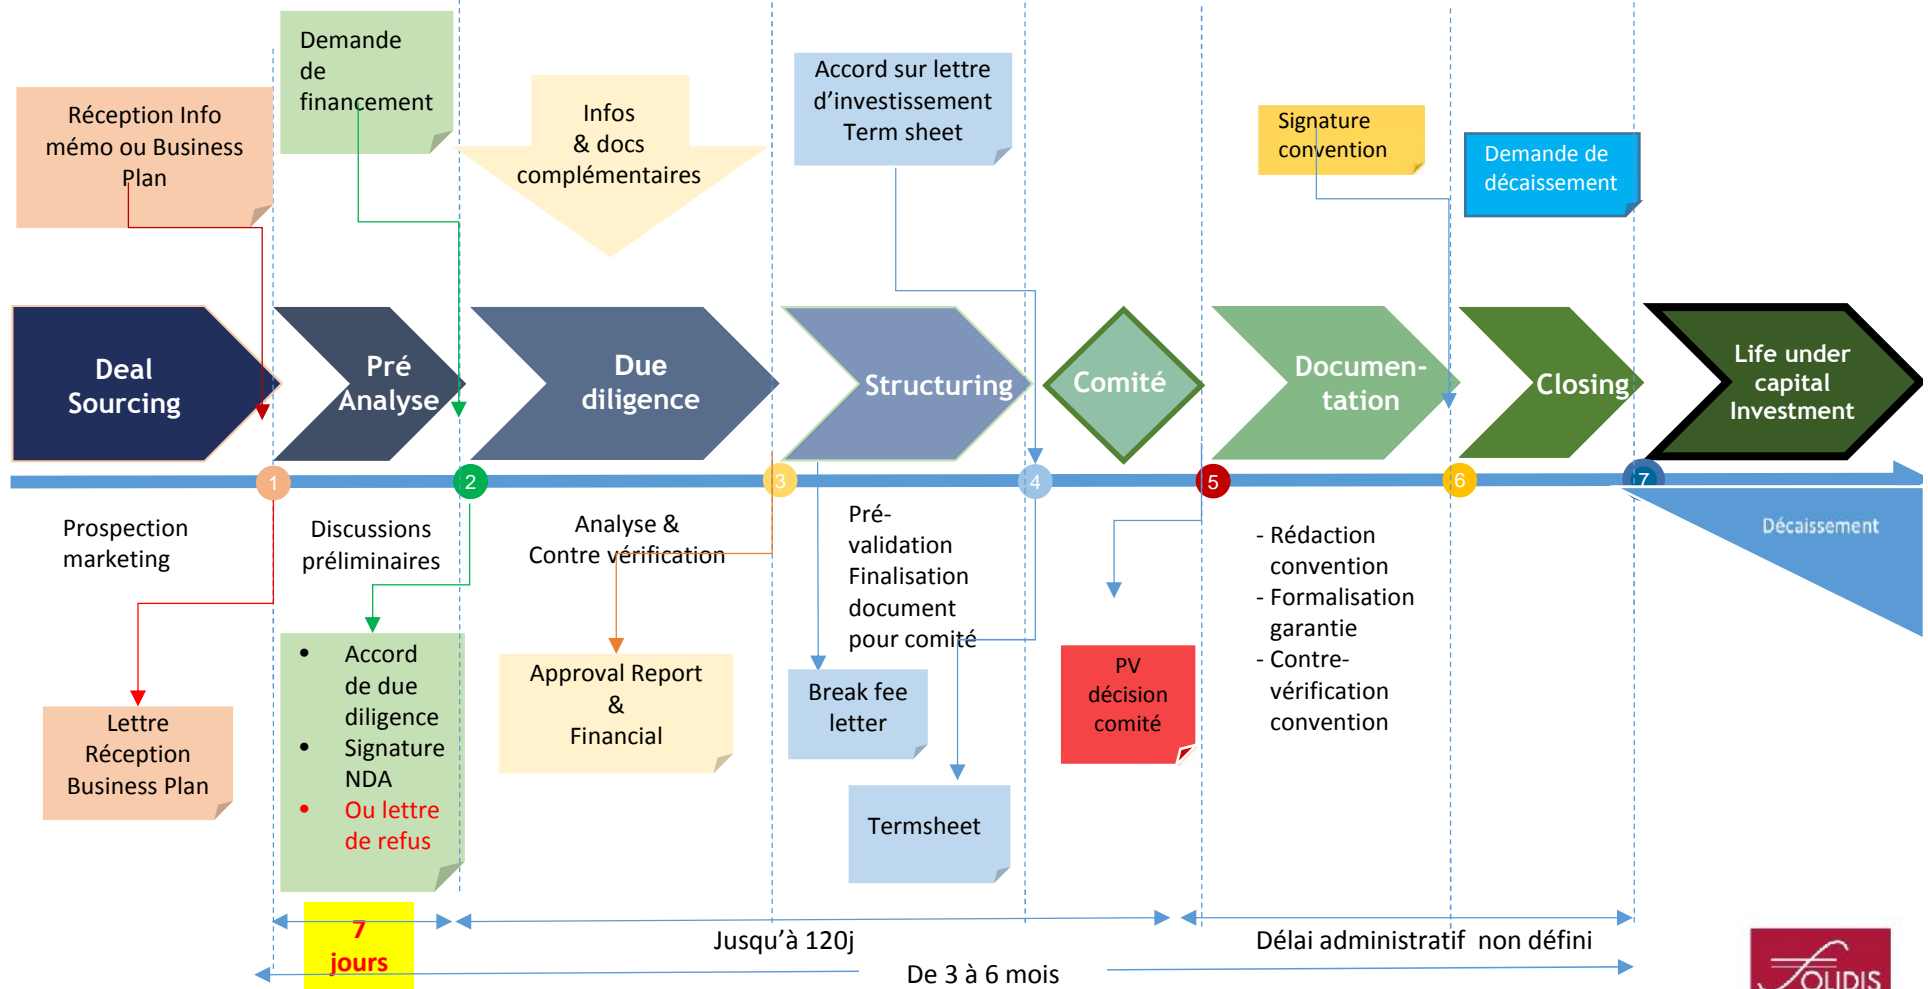 Réception Info
mémo ou Business
Plan
Demande
de
financement
Infos
& docs
complémentaires
Accord sur lettre
d’investissement
Term sheet
Signature
convention
Demande de
décaissement
Deal
Sourcing
Pré
Analyse
Due
diligence
Structuring
Comité
Documen-
tation
Closing
Life under
capital
Investment
1
2
3
4
5
6
7
Prospection
marketing
Discussions
préliminaires
Analyse &
Contre vérification
Pré-
validation
Finalisation
document
pour comité
- Rédaction
convention
- Formalisation
garantie
- Contre-
vérification
convention
Décaissement
Lettre
Réception
Business Plan
• Accord
de due
diligence
• Signature
NDA
• Ou lettre
de refus
Approval Report
&
Financial
Break fee
letter
Termsheet
PV
décision
comité
7
jours
Jusqu’à 120j
Délai administratif non défini
De 3 à 6 mois
SOLIDIS